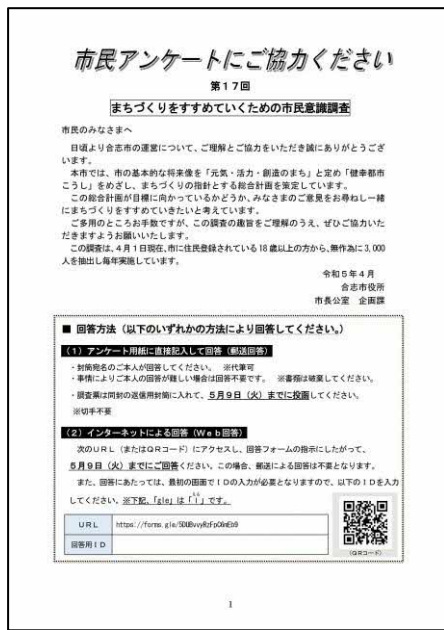 市民アンケートにご協力ください
第17回
まちづくりをすすめていくための市民意識調査
市民のみなさまへ
日頃より合志市の運営について、ご理解とご協力をいただき誠にありがとうござ
います。
本市では、市の基本的な将来像を「元気・活力・創造のまち」と定め「健幸都市
こうし」をめざし、まちづくりの指針とする総合計画を策定しています。
この総合計画が目標に向かっているかどうか、みなさまのご意見をお尋ねし一緒
にまちづくりをすすめていきたいと考えています。
ご多用のところお手数ですが、この調査の趣旨をご理解のうえ、ぜひご協力いた
だきますようお願いいたします。
この調査は、4月1日現在、市に住民登録されている18歳以上の方から、無作為に3,000
人を抽出し毎年実施しています。
令和5年4月
合志市役所
市長公室 企画課
■ 回答方法（以下のいずれかの方法により回答してください。）
（1）アンケート用紙に直接記入して回答（郵送回答）
・封筒宛名のご本人が回答してください。 ※代筆可
・事情によりご本人の回答が難しい場合は回答不要です。 ※書類は破棄してください。
・調査票は同封の返信用封筒に入れて、5月9日（火）までに投函してください。
※切手不要
（2）インターネットによる回答（Web回答）
次のURL（またはQRコード）にアクセスし、回答フォームの指示にしたがって、
5月9日（火）までにご回答ください。この場合、郵送による回答は不要となります。
また、回答にあたっては、最初の画面でIDの入力が必要となりますので、以下のIDを入力
してください。※下記、「gle」は「l」です。
URL https://forms.gle/5DUBvvyRzFpC6mEb9
回答用ID
(QRコード)
1